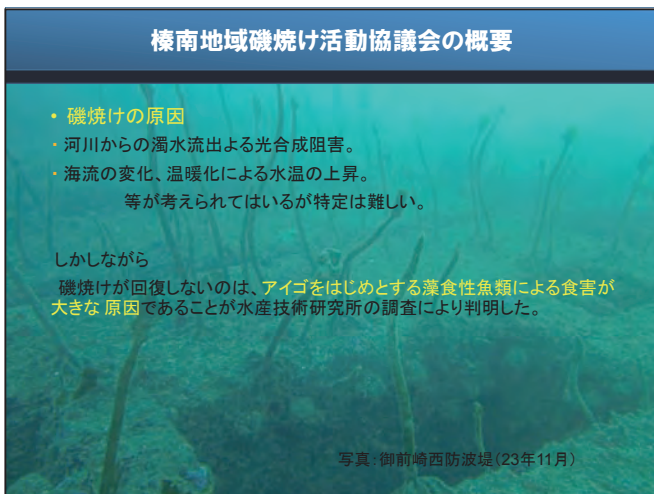 榛南地域磯焼け活動協議会の概要
• 磯焼けの原因
・河川からの濁水流出よる光合成阻害。
・海流の変化、温暖化による水温の上昇。
等が考えられてはいるが特定は難しい。
しかしながら
磯焼けが回復しないのは、アイゴをはじめとする藻食性魚類による食害が
大きな 原因であることが水産技術研究所の調査により判明した。
写真:御前崎西防波堤(23年11月)